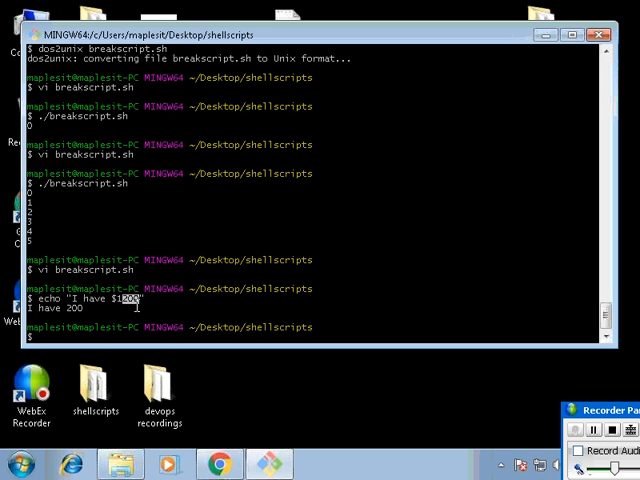 MINGW64:/c/Users/maplesit/Desktop/shellscripts
$ dos2unix breakscript.sh
dos2unix: converting file breakscript.sh to Unix format...
maplesit@maplesit-PC MINGW64 ~/Desktop/shellscripts
$ vi breakscript.sh
maplesit@maplesit-PC MINGW64 ~/Desktop/shellscripts
$ ./breakscript.sh
0
maplesit@maplesit-PC MINGW64 ~/Desktop/shellscripts
$ vi breakscript.sh
maplesit@maplesit-PC MINGW64 ~/Desktop/shellscripts
$ ./breakscript.sh
0
1
2
3
4
5
maplesit@maplesit-PC MINGW64 ~/Desktop/shellscripts
$ vi breakscript.sh
maplesit@maplesit-PC MINGW64 ~/Desktop/shellscripts
$ echo "I have $1200"
I have 200
maplesit@maplesit-PC MINGW64 ~/Desktop/shellscripts
$
WebEx
Recorder
shellscripts
devops
recordings
Recorder Pa
Record Audi